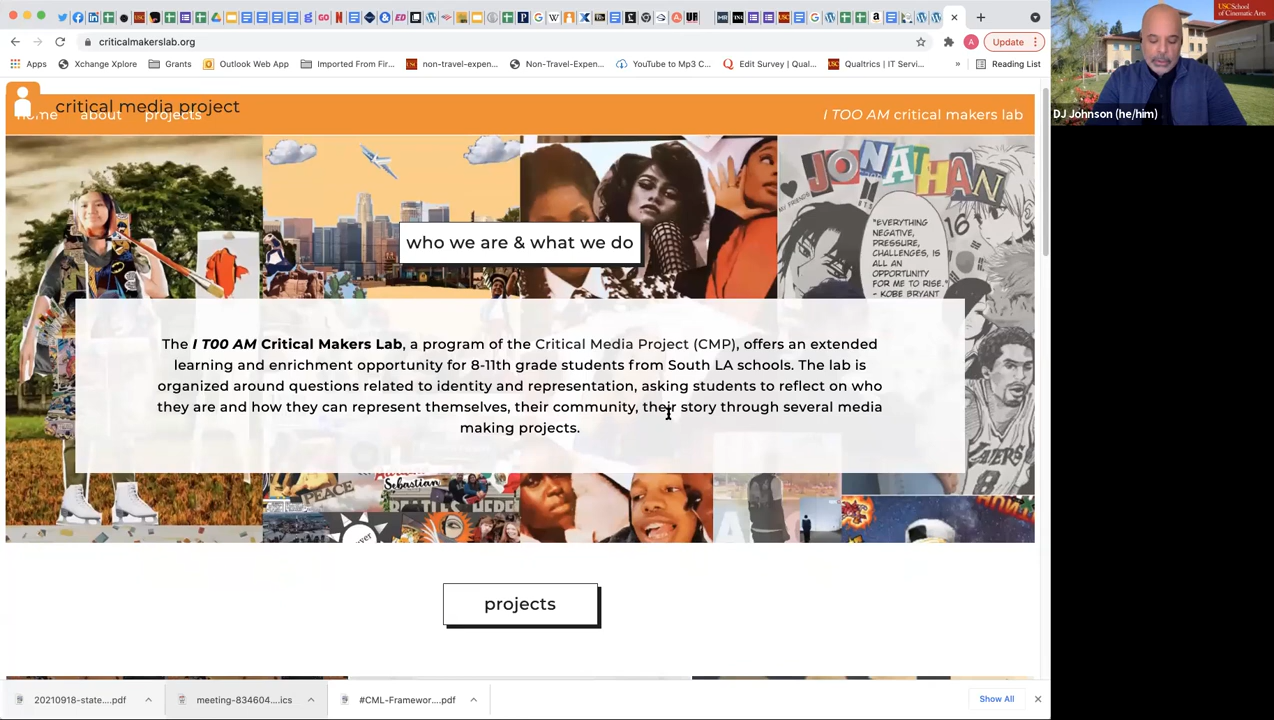 criticalmakerslab.org
Update
Apps
Xchange Xplore
Grants
Outlook Web App
Imported From Fir...
non-travel-expen...
Non-Travel-Expen...
YouTube to Mp3 C...
Edit Survey | Qual...
Qualtrics | IT Servi...
»
Reading List
USC School of Cinematic Arts
DJ Johnson (he/him)
critical media project
home about projects
I TOO AM critical makers lab
JONATHAN
MY FRIENDS!
16
"EVERYTHING
NEGATIVE,
PRESSURE,
CHALLENGES, IS
ALL AN
OPPORTUNITY
FOR ME TO RISE."
- KOBE BRYANT
who we are & what we do
The I T00 AM Critical Makers Lab, a program of the Critical Media Project (CMP), offers an extended
learning and enrichment opportunity for 8-11th grade students from South LA schools. The lab is
organized around questions related to identity and representation, asking students to reflect on who
they are and how they can represent themselves, their community, their story through several media
making projects.
LAKERS
PEACE
Sebastian
BEATLES HERE!
projects
20210918-state....pdf
meeting-834604....ics
#CML-Framewor....pdf
Show All